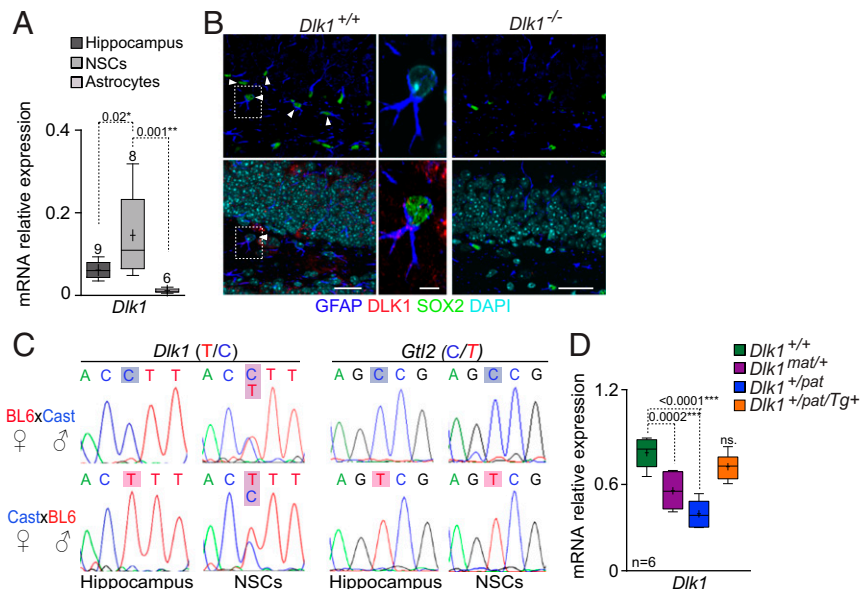 A
Hippocampus
NSCs
Astrocytes
mRNA relative expression
0.4
0.2
0
0.02*
0.001**
9
8
6
Dlk1
B
Dlk1+/+
Dlk1-/-
GFAP DLK1 SOX2 DAPI
C
Dlk1 (T/C)
Gtl2 (C/T)
BL6xCast
♀ ♂
A C C T T
A C C T T
T
A G C C G
A G C C G
CastxBL6
♀ ♂
A C T T T
A C T T T
C
A G T C G
A G T C G
Hippocampus
NSCs
Hippocampus
NSCs
D
Dlk1+/+
Dlk1mat/+
Dlk1+/pat
Dlk1+/pat/Tg+
mRNA relative expression
1.2
0.6
0
<0.0001***
0.0002***
ns.
n=6
Dlk1